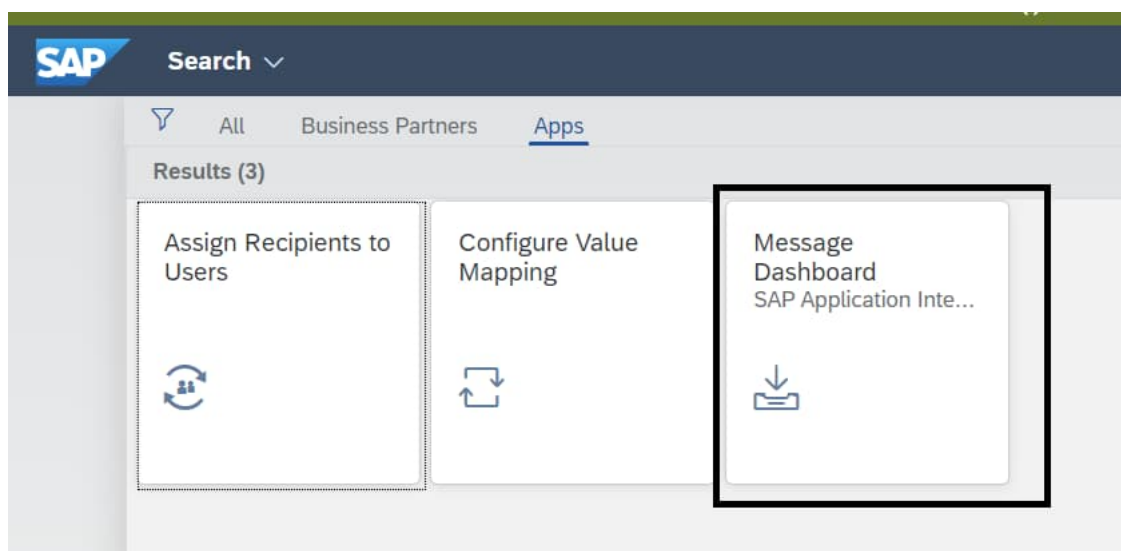 SAP
Search
All
Business Partners
Apps
Results (3)
Assign Recipients to
Users
Configure Value
Mapping
Message
Dashboard
SAP Application Inte...